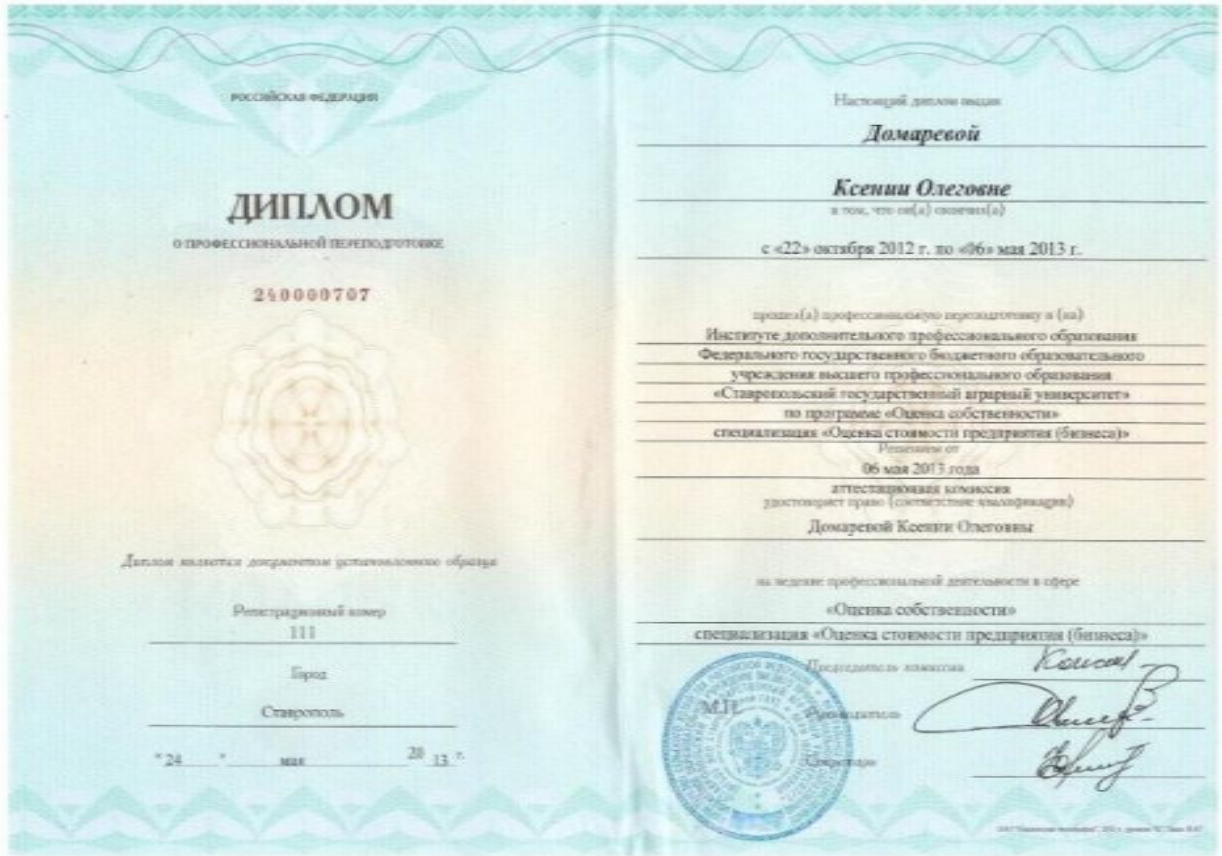 РОССИЙСКАЯ ФЕДЕРАЦИЯ
ДИПЛОМ
О ПРОФЕССИОНАЛЬНОЙ ПЕРЕПОДГОТОВКЕ
240000707
Диплом является документом установленного образца
Регистрационный номер
111
Город
Ставрополь
"24 " мая 20 13 г.
Настоящий диплом выдан
Домаревой
Ксении Олеговне
в том, что он(а) окончил(а)
с «22» октября 2012 г. по «06» мая 2013 г.
прошел(а) профессиональную переподготовку в (на)
Институте дополнительного профессионального образования
Федерального государственного бюджетного образовательного
учреждения высшего профессионального образования
«Ставропольский государственный аграрный университет»
по программе «Оценка собственности»
специализация «Оценка стоимости предприятия (бизнеса)»
Решением от
06 мая 2013 года
аттестационная комиссия
удостоверяет право (соответствие квалификации)
Домаревой Ксении Олеговны
на ведение профессиональной деятельности в сфере
«Оценка собственности»
специализация «Оценка стоимости предприятия (бизнеса)»
Председатель комиссии
М.П. Руководитель
Секретарь